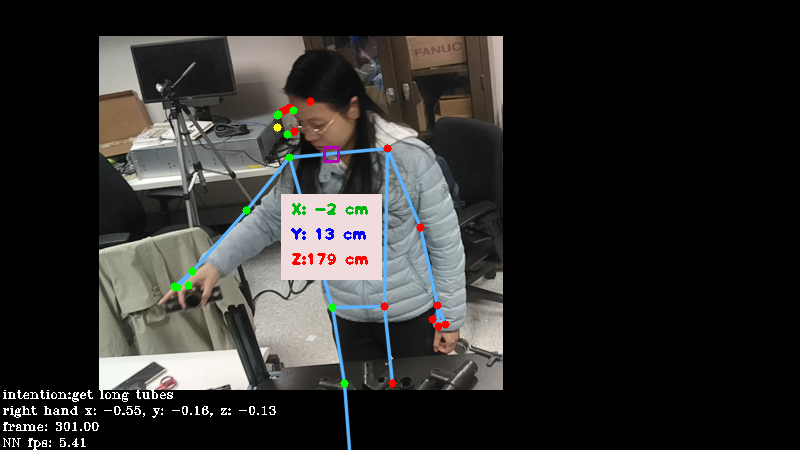 FANUC
X: -2 cm
Y: 13 cm
Z:179 cm
intention:get long tubes
right hand x: -0.55, y: -0.16, z: -0.13
frame: 301.00
NN fps: 5.41